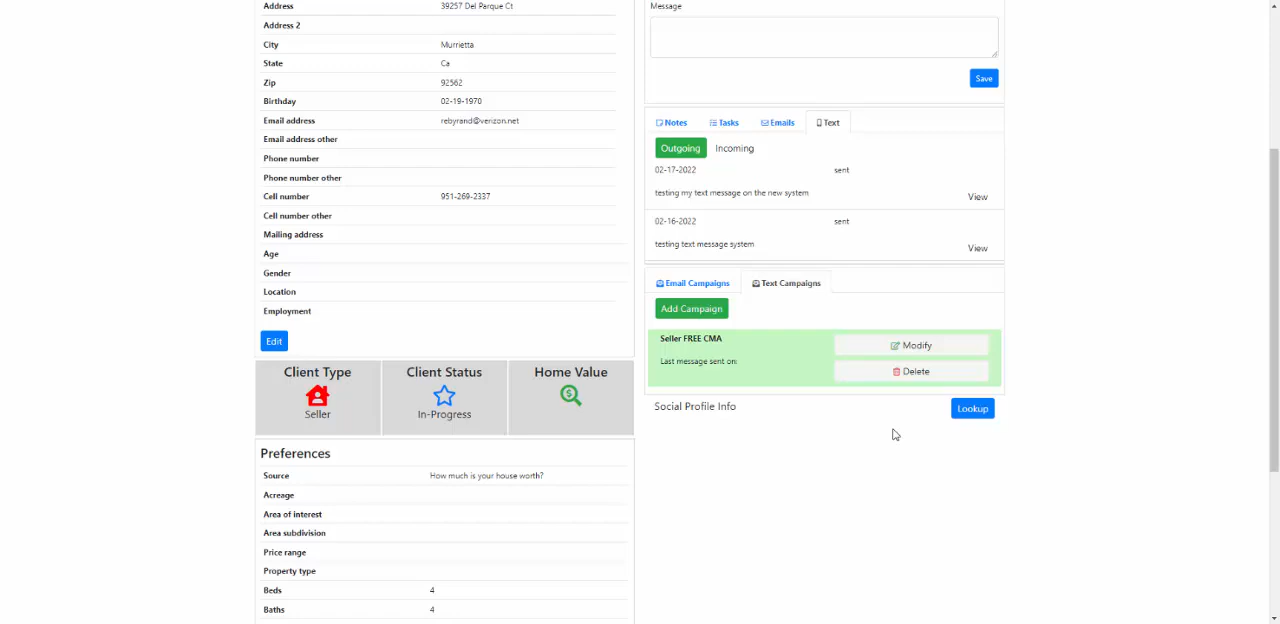 Address 39257 Del Parque Ct
Address 2
City Murrietta
State Ca
Zip 92562
Birthday 02-19-1970
Email address rebyrand@verizon.net
Email address other
Phone number
Phone number other
Cell number 951-269-2337
Cell number other
Mailing address
Age
Gender
Location
Employment
Edit
Client Type
Seller
Client Status
In-Progress
Home Value
Preferences
Source How much is your house worth?
Acreage
Area of interest
Area subdivision
Price range
Property type
Beds 4
Baths 4
Message
Save
Notes Tasks Emails Text
Outgoing Incoming
02-17-2022 sent
testing my text message on the new system
View
02-16-2022 sent
testing text message system
View
Email Campaigns Text Campaigns
Add Campaign
Seller FREE CMA
Modify
Last message sent on:
Delete
Social Profile Info
Lookup